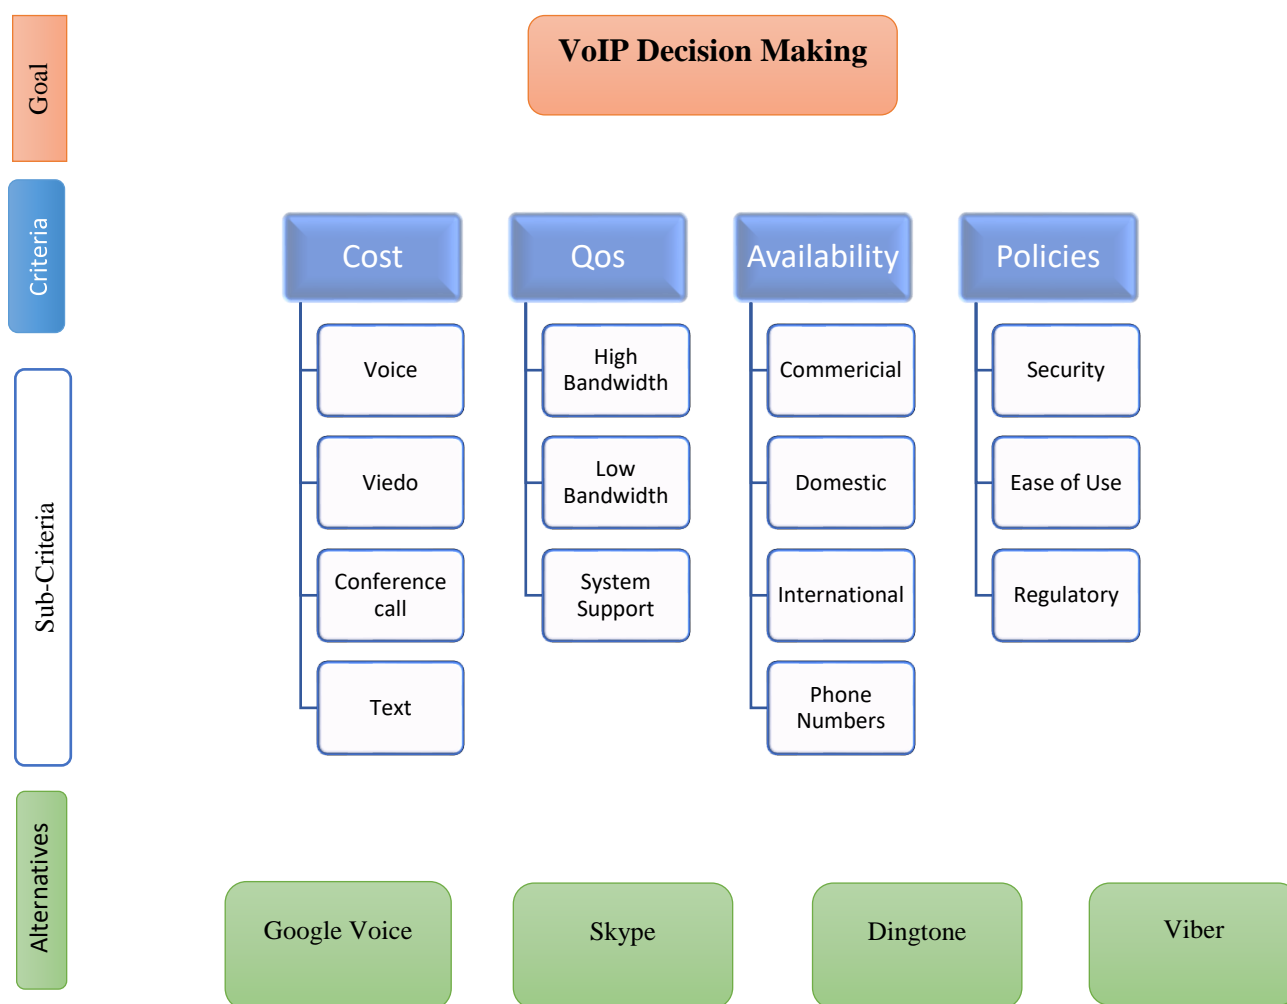 Goal
VoIP Decision Making
Criteria
Cost
Qos
Availability
Policies
Sub-Criteria
Voice
Viedo
Conference
call
Text
High
Bandwidth
Low
Bandwidth
System
Support
Commericial
Domestic
International
Phone
Numbers
Security
Ease of Use
Regulatory
Alternatives
Google Voice
Skype
Dingtone
Viber